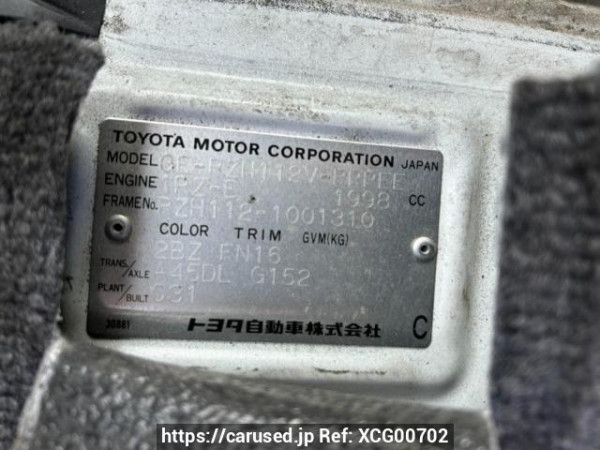 TOYOTA MOTOR CORPORATION JAPAN
MODEL GF-RZH112V-
ENGINE 1RZ-E 1998 CC
FRAME No. RZH112-1001310
COLOR TRIM GVM(KG)
2BZ FN16
TRANS/AXLE -45DL G152
PLANT/BUILT
30881 トヨタ自動車株式会社 C
https://carused.jp Ref: XCG00702